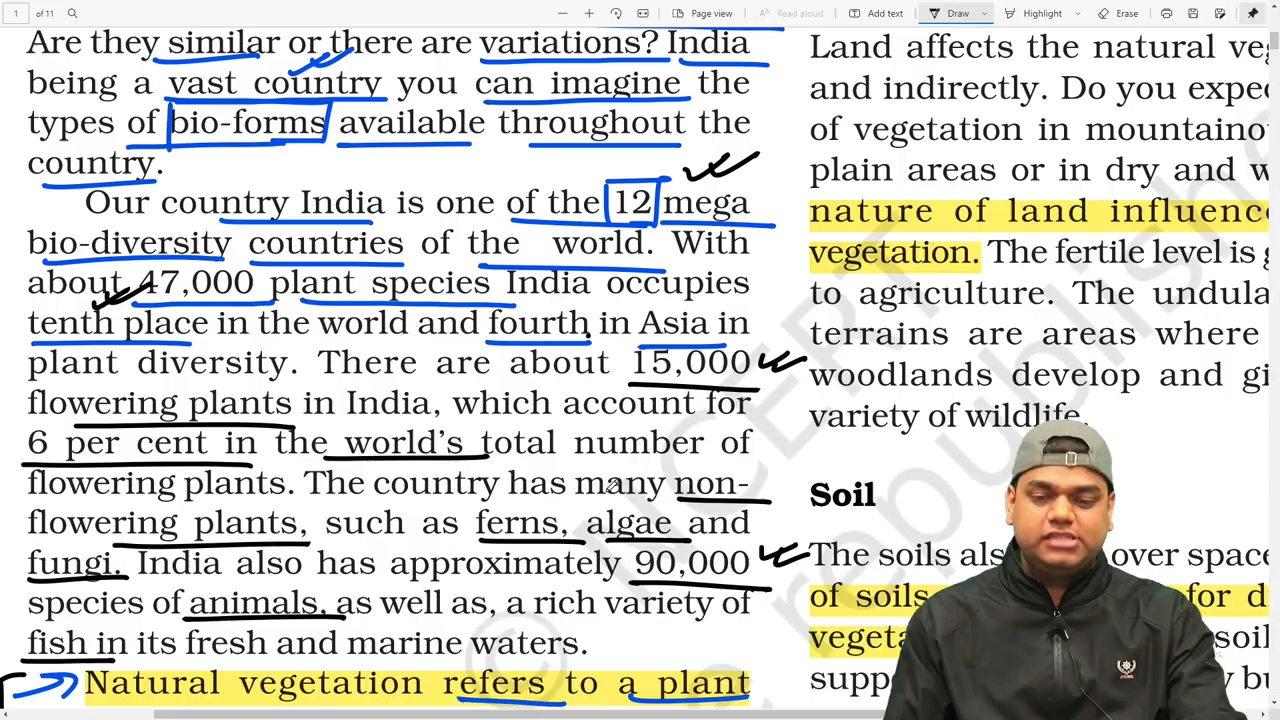 1 of 11
Page view
Read aloud
Add text
Draw
Highlight
Erase
Are they similar or there are variations? India
being a vast country you can imagine the
types of bio-forms available throughout the
country.
Our country India is one of the 12 mega
bio-diversity countries of the world. With
about 47,000 plant species India occupies
tenth place in the world and fourth in Asia in
plant diversity. There are about 15,000
flowering plants in India, which account for
6 per cent in the world's total number of
flowering plants. The country has many non-
flowering plants, such as ferns, algae and
fungi. India also has approximately 90,000
species of animals, as well as, a rich variety of
fish in its fresh and marine waters.
Natural vegetation refers to a plant
Land affects the natural
and indirectly. Do you
of vegetation in
plain areas or in dry and
nature of land
vegetation. The fertile level is
to agriculture. The
terrains are areas where
woodlands develop and
variety of wildlife.
Soil
The soils over space
of soils for
soil
© NCERT
republished